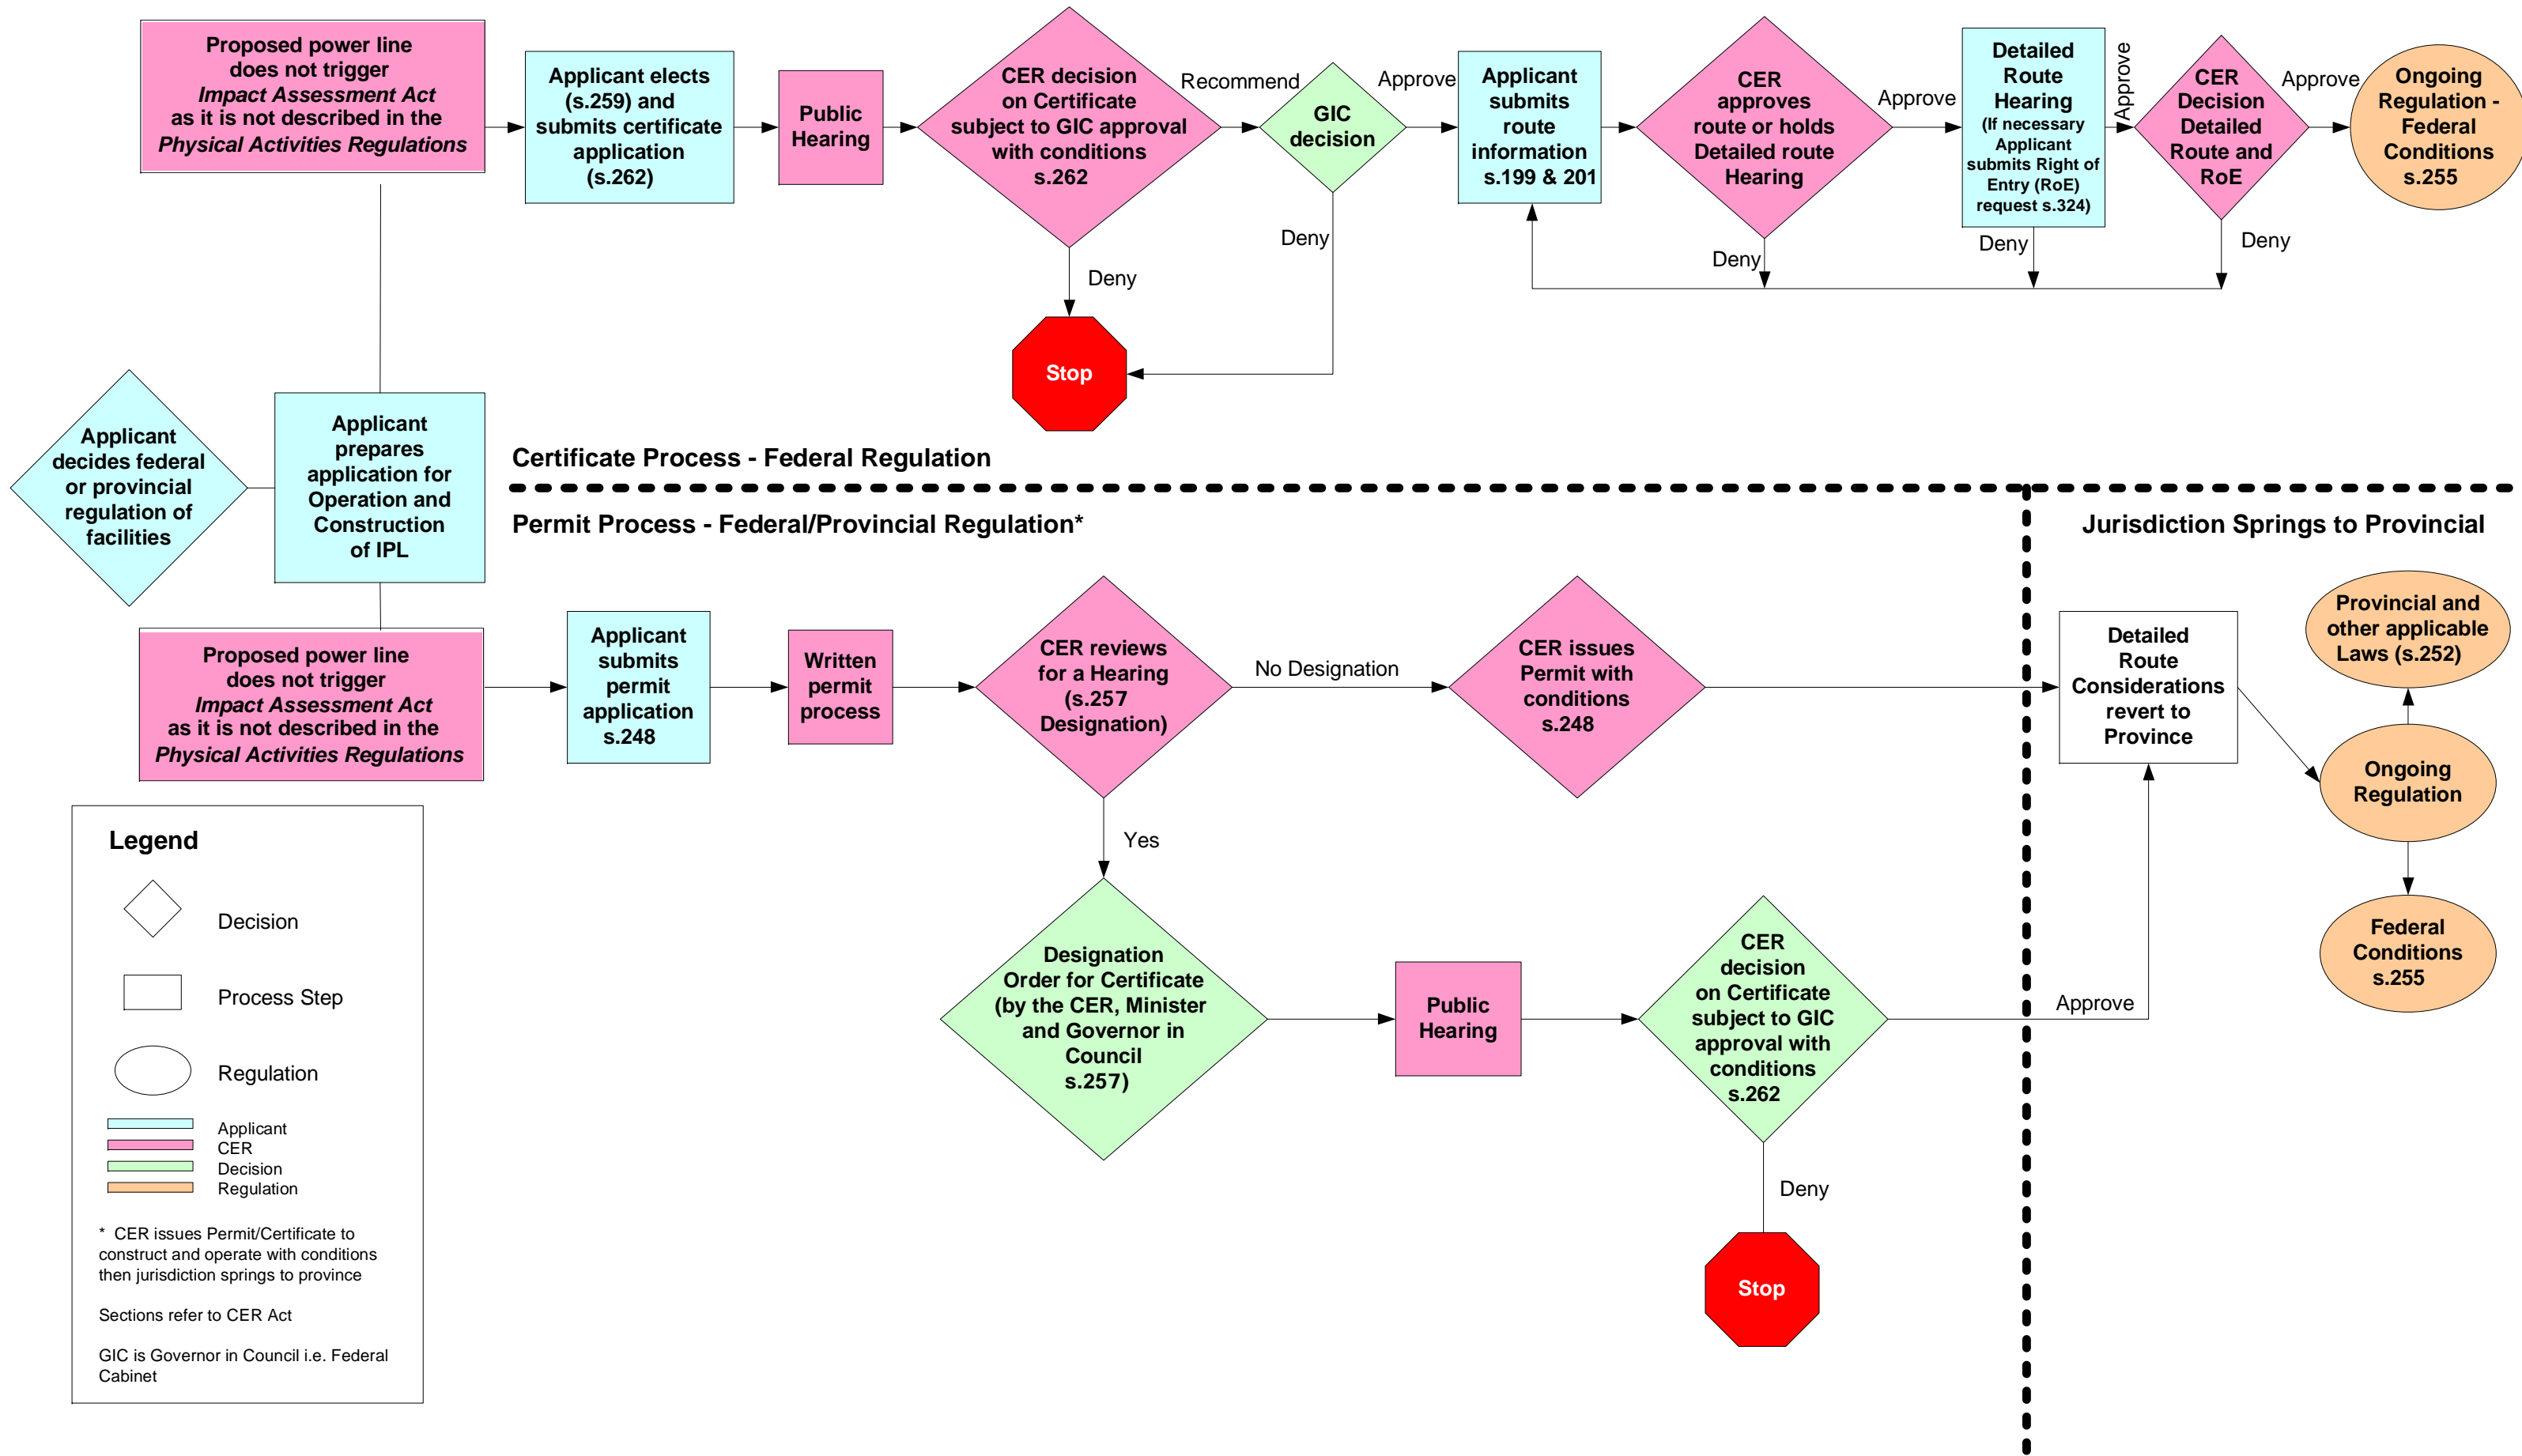 Proposed power line
does not trigger
Impact Assessment Act
as it is not described in the
Physical Activities Regulations
Applicant elects
(s.259) and
submits certificate
application
(s.262)
Public
Hearing
CER decision
on Certificate
subject to GIC approval
with conditions
s.262
Recommend
Deny
GIC
decision
Approve
Deny
Stop
Applicant
submits
route
information
s.199 & 201
CER
approves
route or holds
Detailed route
Hearing
Approve
Deny
Detailed
Route
Hearing
(If necessary
Applicant
submits Right of
Entry (RoE)
request s.324)
Approve
Deny
CER
Decision
Detailed
Route and
RoE
Approve
Deny
Ongoing
Regulation -
Federal
Conditions
s.255
Applicant
decides federal
or provincial
regulation of
facilities
Applicant
prepares
application for
Operation and
Construction
of IPL
Certificate Process - Federal Regulation
Permit Process - Federal/Provincial Regulation*
Jurisdiction Springs to Provincial
Proposed power line
does not trigger
Impact Assessment Act
as it is not described in the
Physical Activities Regulations
Applicant
submits
permit
application
s.248
Written
permit
process
CER reviews
for a Hearing
(s.257
Designation)
No Designation
Yes
CER issues
Permit with
conditions
s.248
Detailed
Route
Considerations
revert to
Province
Provincial and
other applicable
Laws (s.252)
Ongoing
Regulation
Federal
Conditions
s.255
Designation
Order for Certificate
(by the CER, Minister
and Governor in
Council
s.257)
Public
Hearing
CER
decision
on Certificate
subject to GIC
approval with
conditions
s.262
Approve
Deny
Stop
Legend
Decision
Process Step
Regulation
Applicant
CER
Decision
Regulation
* CER issues Permit/Certificate to
construct and operate with conditions
then jurisdiction springs to province
Sections refer to CER Act
GIC is Governor in Council i.e. Federal
Cabinet